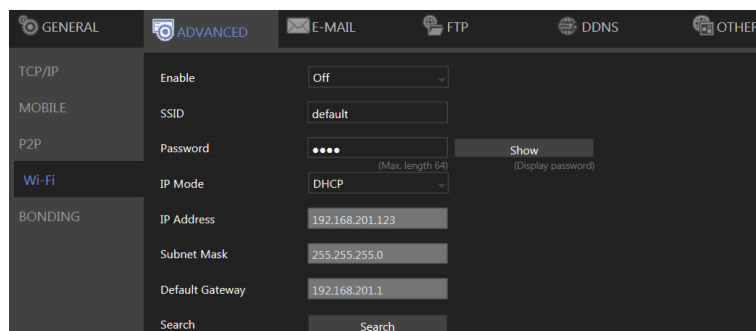 GENERAL ADVANCED E-MAIL FTP DDNS OTHER
TCP/IP
MOBILE
P2P
Wi-Fi
BONDING
Enable Off
SSID default
Password •••• Show
(Max. length 64) (Display password)
IP Mode DHCP
IP Address 192.168.201.123
Subnet Mask 255.255.255.0
Default Gateway 192.168.201.1
Search Search